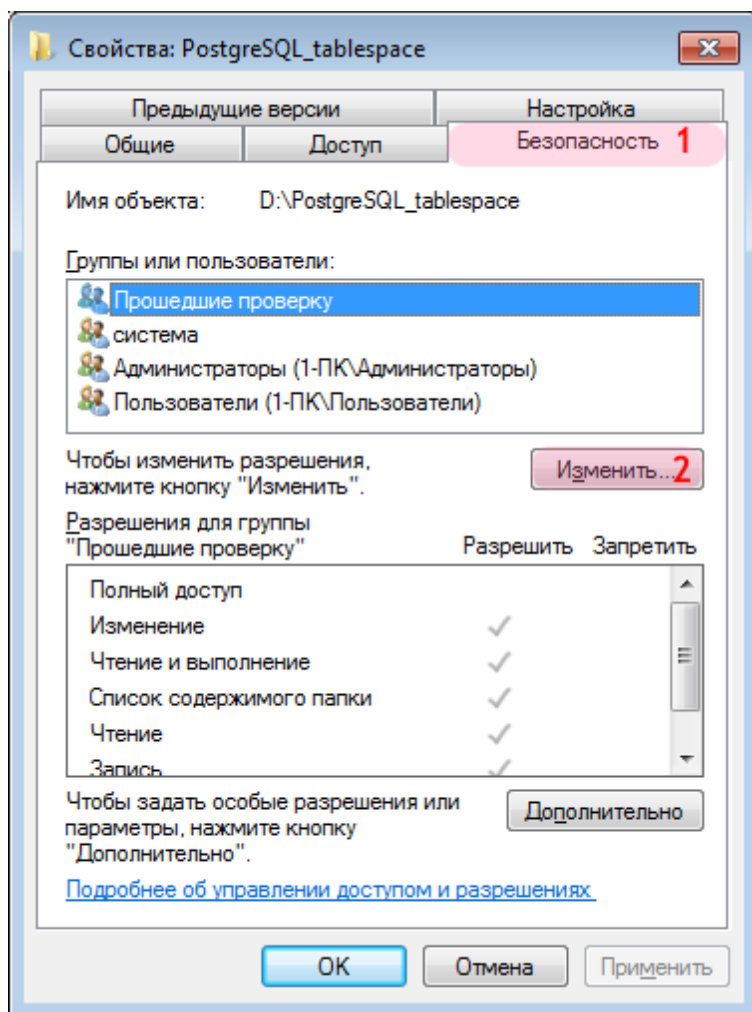 Свойства: PostgreSQL_tablespace
Предыдущие версии Настройка
Общие Доступ Безопасность 1
Имя объекта: D:\PostgreSQL_tablespace
Группы или пользователи:
Прошедшие проверку
система
Администраторы (1-ПК\Администраторы)
Пользователи (1-ПК\Пользователи)
Чтобы изменить разрешения,
нажмите кнопку "Изменить".
Изменить... 2
Разрешения для группы
"Прошедшие проверку" Разрешить Запретить
Полный доступ
Изменение
Чтение и выполнение
Список содержимого папки
Чтение
Запись
Чтобы задать особые разрешения или
параметры, нажмите кнопку
"Дополнительно".
Дополнительно
Подробнее об управлении доступом и разрешениях
ОК Отмена Применить